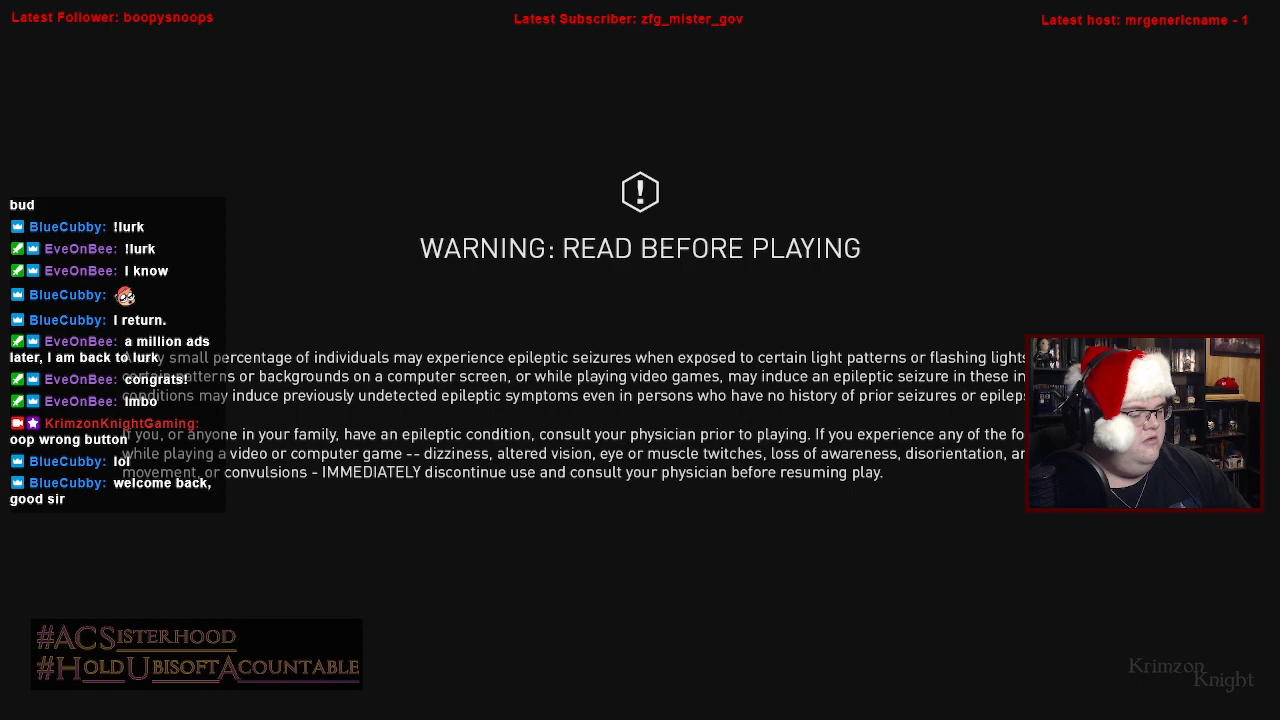 Latest Follower: boopysnoops
Latest Subscriber: zfg_mister_gov
Latest host: mrgenericname - 1
WARNING: READ BEFORE PLAYING
bud
BlueCubby: !lurk
EveOnBee: !lurk
EveOnBee: I know
BlueCubby:
BlueCubby: I return.
EveOnBee: a million ads
later, I am back to lurk
EveOnBee: congrats!
EveOnBee: lmbo
KrimzonKnightGaming:
oop wrong button
BlueCubby: lol
BlueCubby: welcome back,
good sir
small percentage of individuals may experience epileptic seizures when exposed to certain light patterns or flashing lights
certain patterns or backgrounds on a computer screen, or while playing video games, may induce an epileptic seizure in these
conditions may induce previously undetected epileptic symptoms even in persons who have no history of prior seizures or
If you, or anyone in your family, have an epileptic condition, consult your physician prior to playing. If you experience any of the
while playing a video or computer game -- dizziness, altered vision, eye or muscle twitches, loss of awareness, disorientation,
movement, or convulsions - IMMEDIATELY discontinue use and consult your physician before resuming play.
#ACSisterhood
#HoldUbisoftAcountable
Krimzon
Knight